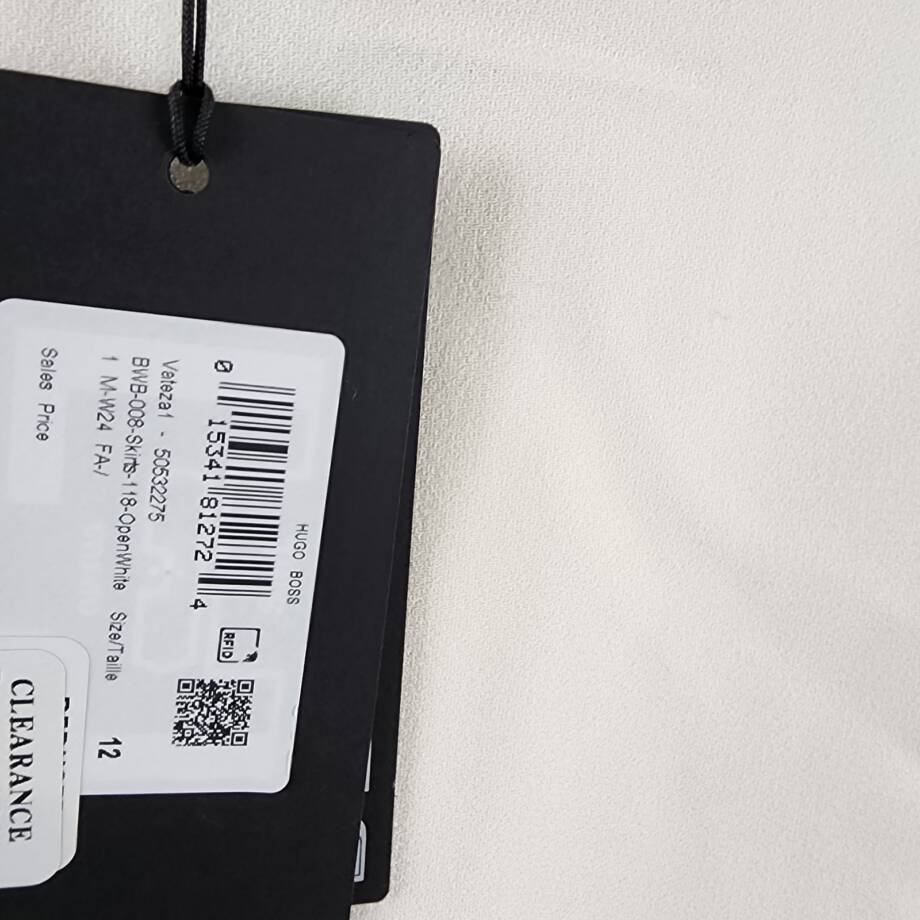 HUGO BOSS
0 15341 81272 4
RFID
Vateza1 - 50532275
BWB-008-Skirts-118-OpenWhite Size/Taille
1 M-W24 FA-/ 12
Sales Price
CLEARANCE